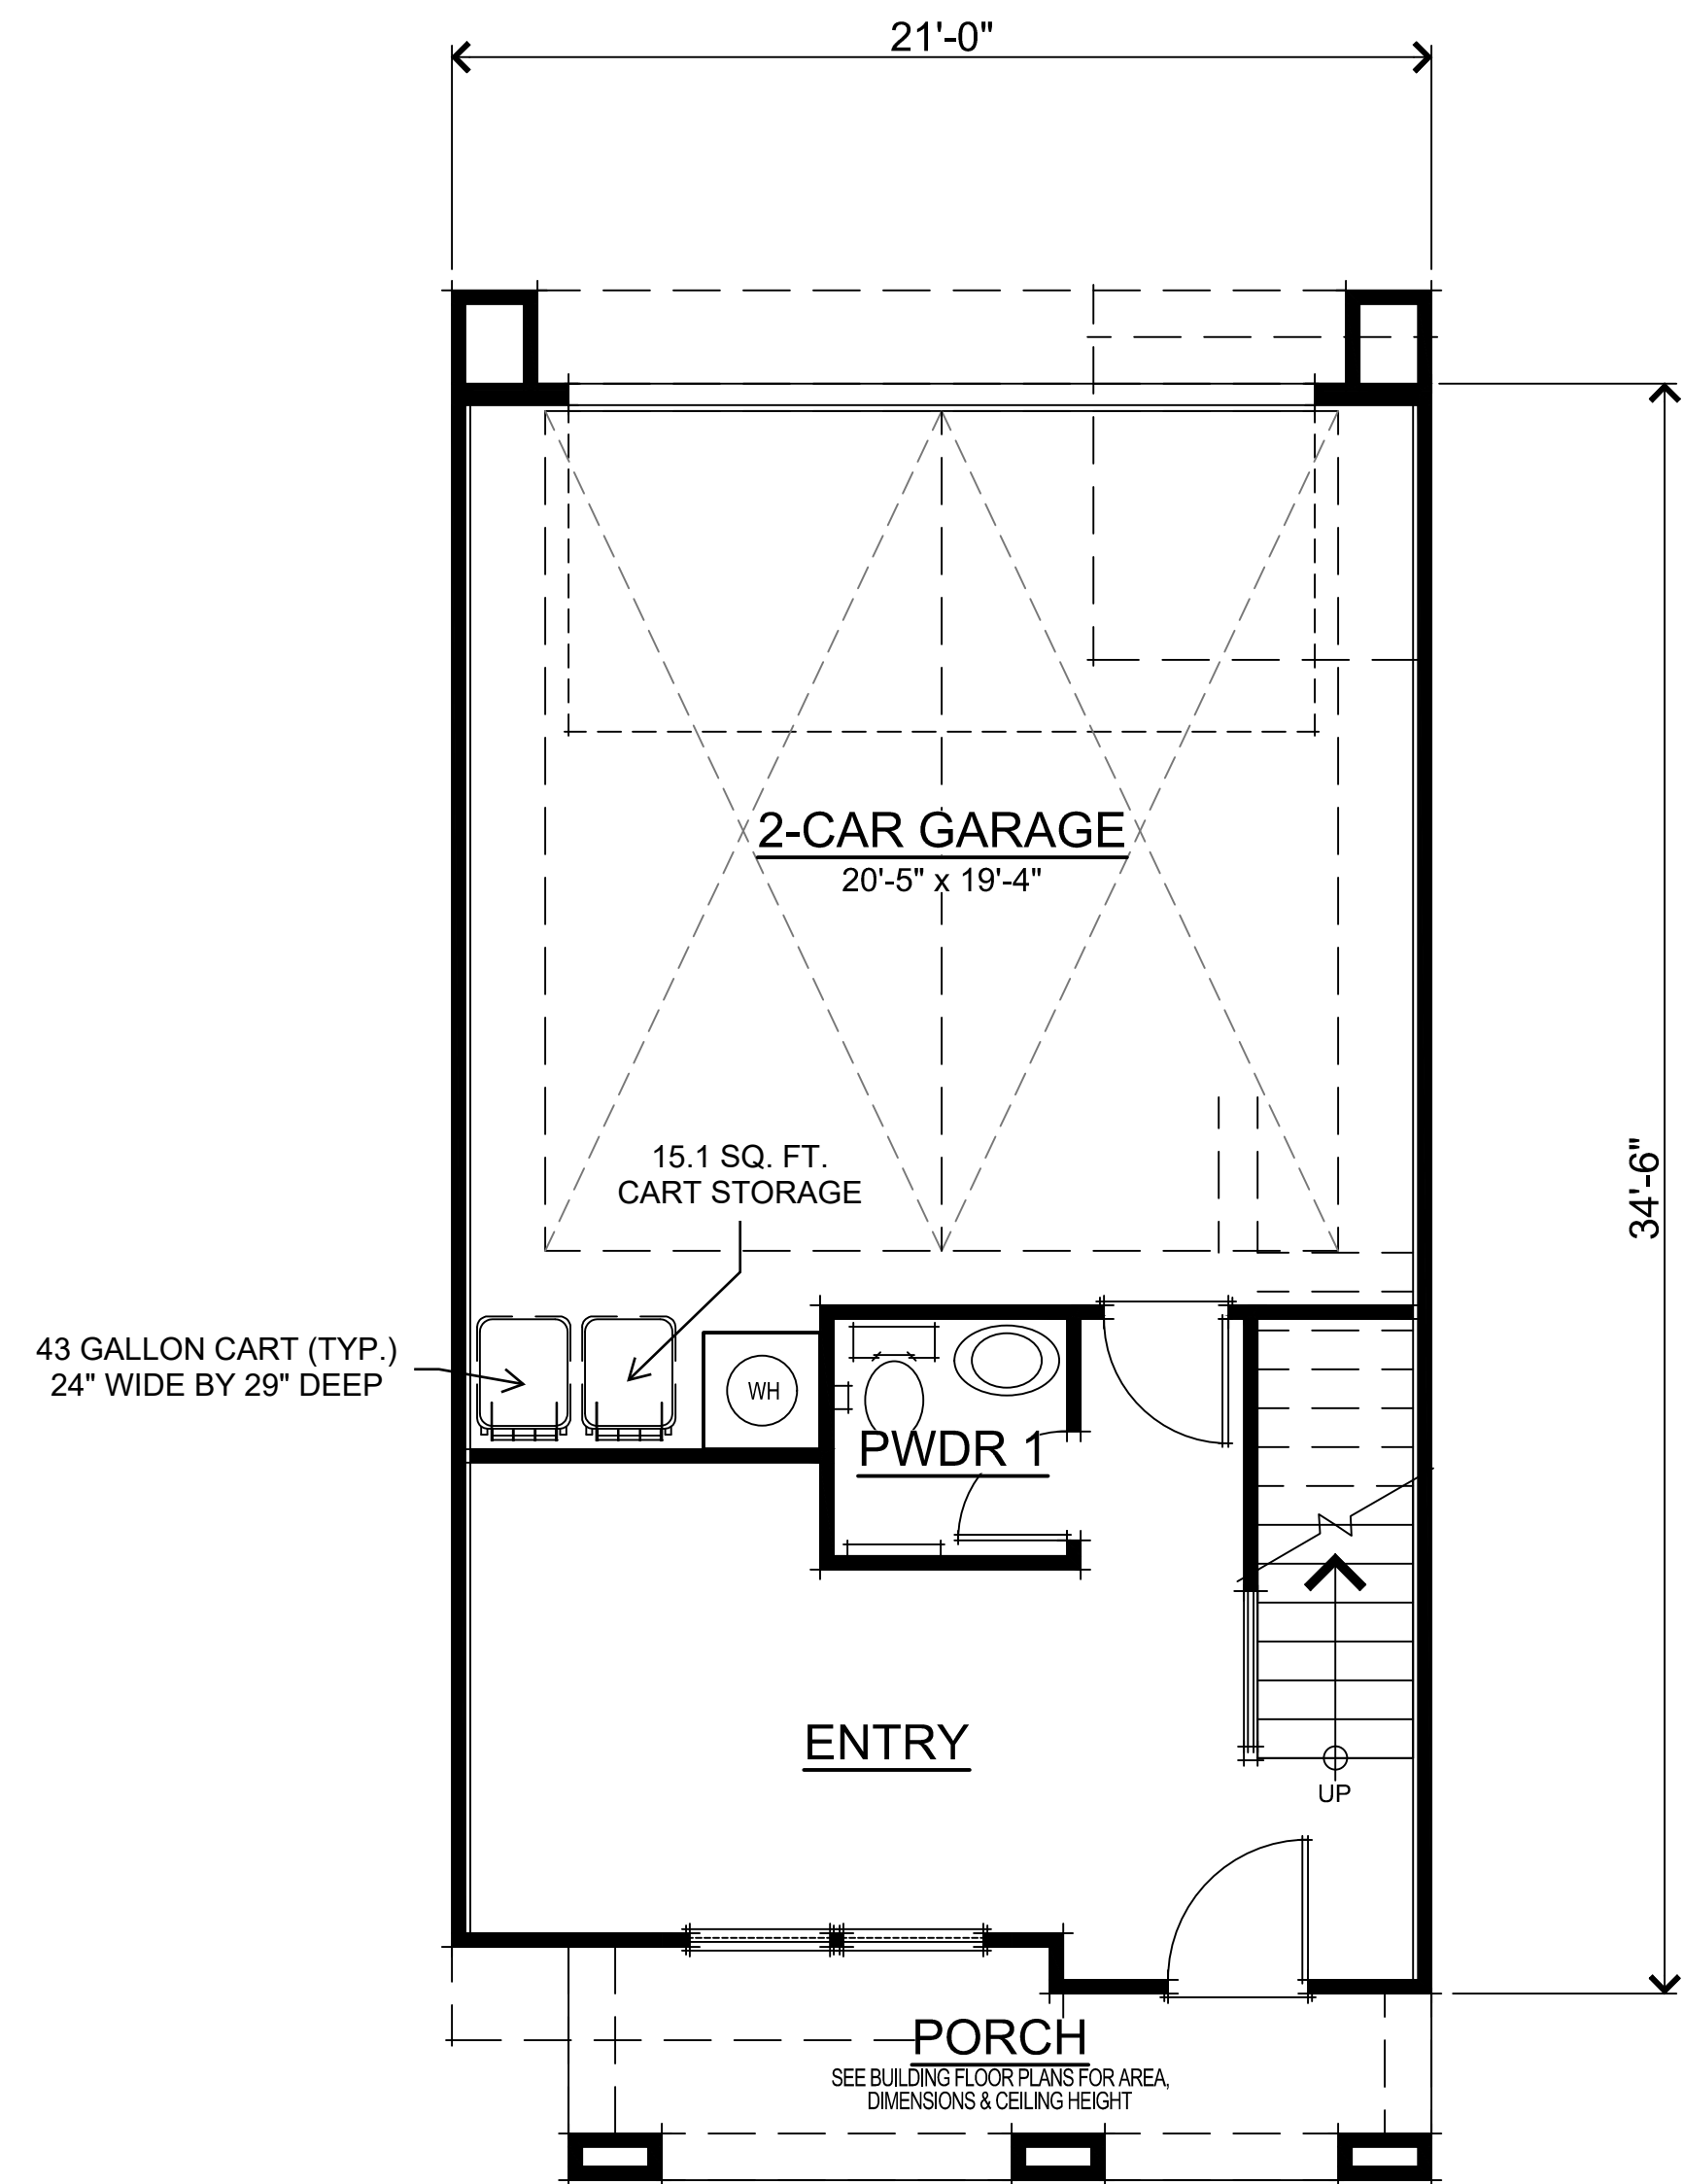 21'-0"
2-CAR GARAGE
20'-5" x 19'-4"
34'-6"
15.1 SQ. FT.
CART STORAGE
43 GALLON CART (TYP.)
24" WIDE BY 29" DEEP
WH
PWDR 1
ENTRY
UP
PORCH
SEE BUILDING FLOOR PLANS FOR AREA,
DIMENSIONS & CEILING HEIGHT